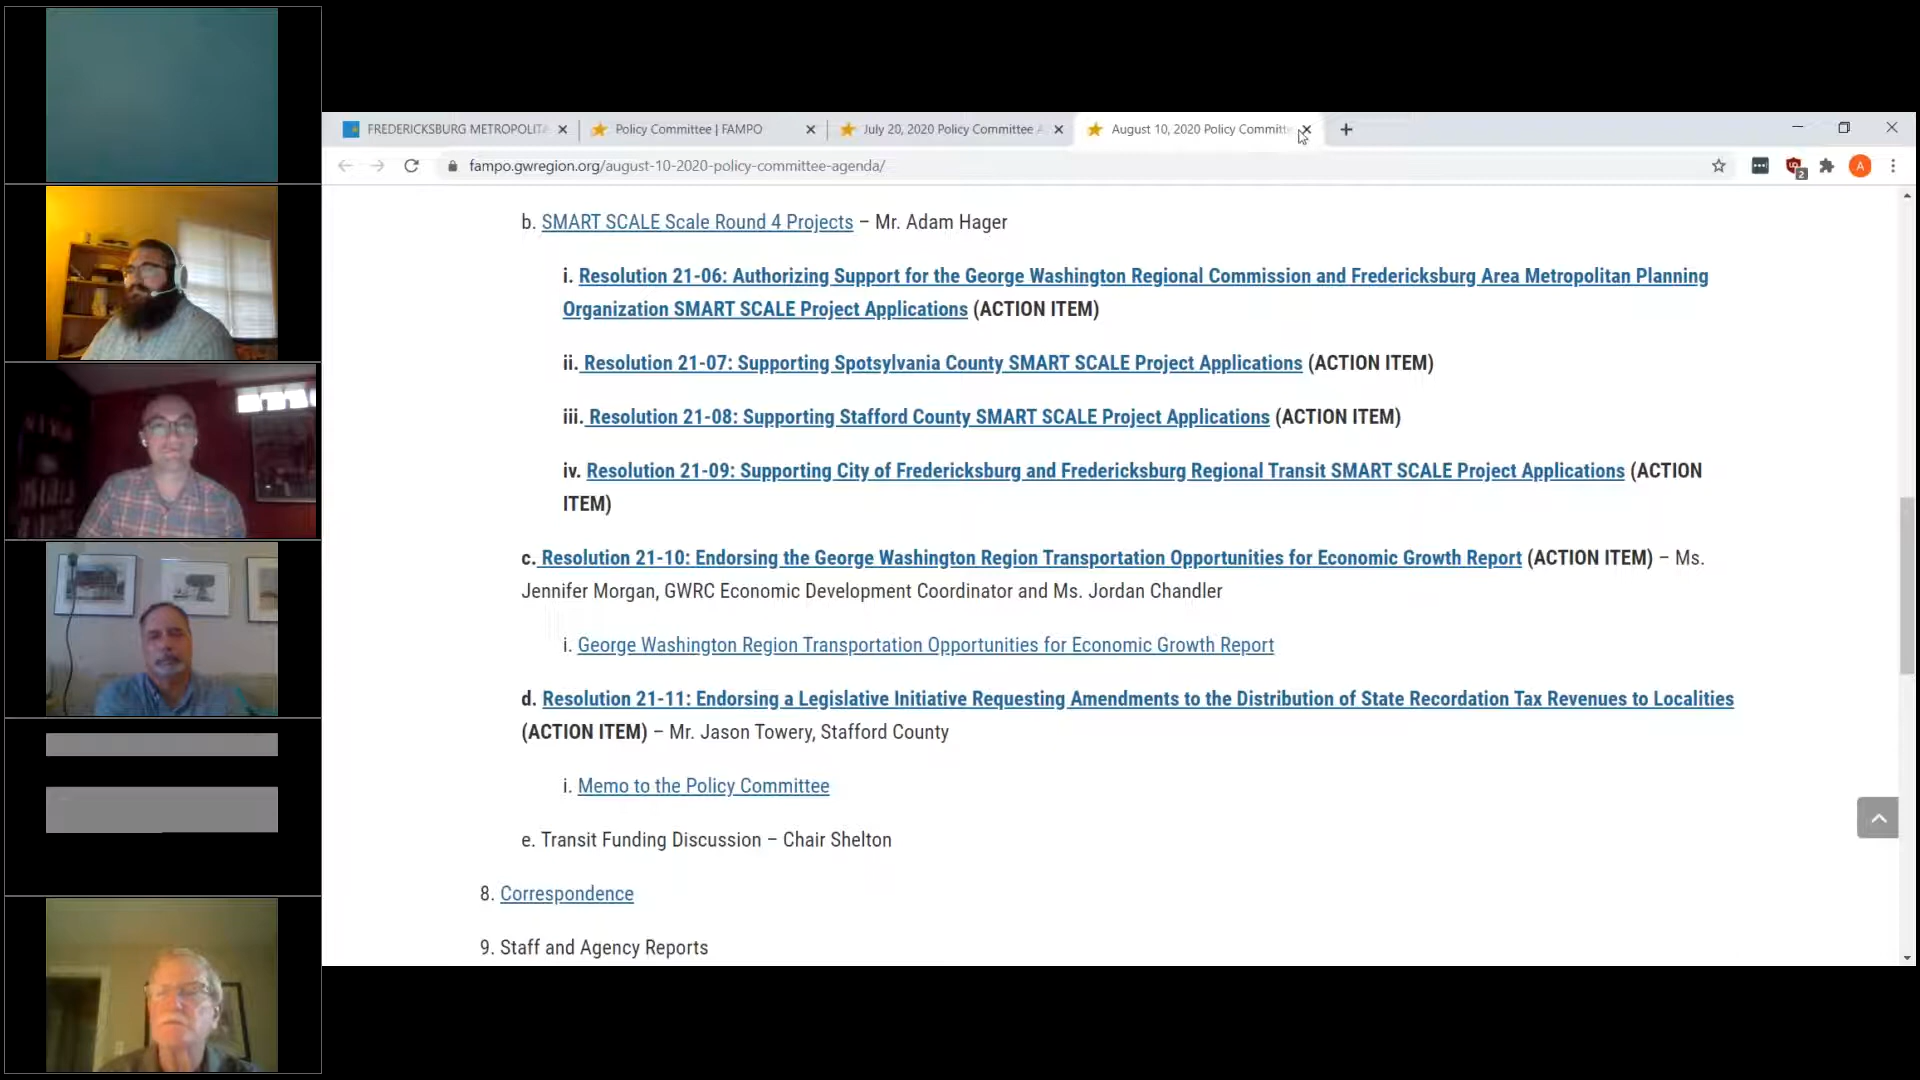 FREDERICKSBURG METROPOLITA
Policy Committee | FAMPO
July 20, 2020 Policy Committee A
August 10, 2020 Policy Committe
fampo.gwregion.org/august-10-2020-policy-committee-agenda/
2
A
b. SMART SCALE Scale Round 4 Projects – Mr. Adam Hager
i. Resolution 21-06: Authorizing Support for the George Washington Regional Commission and Fredericksburg Area Metropolitan Planning
Organization SMART SCALE Project Applications (ACTION ITEM)
ii. Resolution 21-07: Supporting Spotsylvania County SMART SCALE Project Applications (ACTION ITEM)
iii. Resolution 21-08: Supporting Stafford County SMART SCALE Project Applications (ACTION ITEM)
iv. Resolution 21-09: Supporting City of Fredericksburg and Fredericksburg Regional Transit SMART SCALE Project Applications (ACTION
ITEM)
c. Resolution 21-10: Endorsing the George Washington Region Transportation Opportunities for Economic Growth Report (ACTION ITEM) – Ms.
Jennifer Morgan, GWRC Economic Development Coordinator and Ms. Jordan Chandler
i. George Washington Region Transportation Opportunities for Economic Growth Report
d. Resolution 21-11: Endorsing a Legislative Initiative Requesting Amendments to the Distribution of State Recordation Tax Revenues to Localities
(ACTION ITEM) – Mr. Jason Towery, Stafford County
i. Memo to the Policy Committee
e. Transit Funding Discussion – Chair Shelton
8. Correspondence
9. Staff and Agency Reports